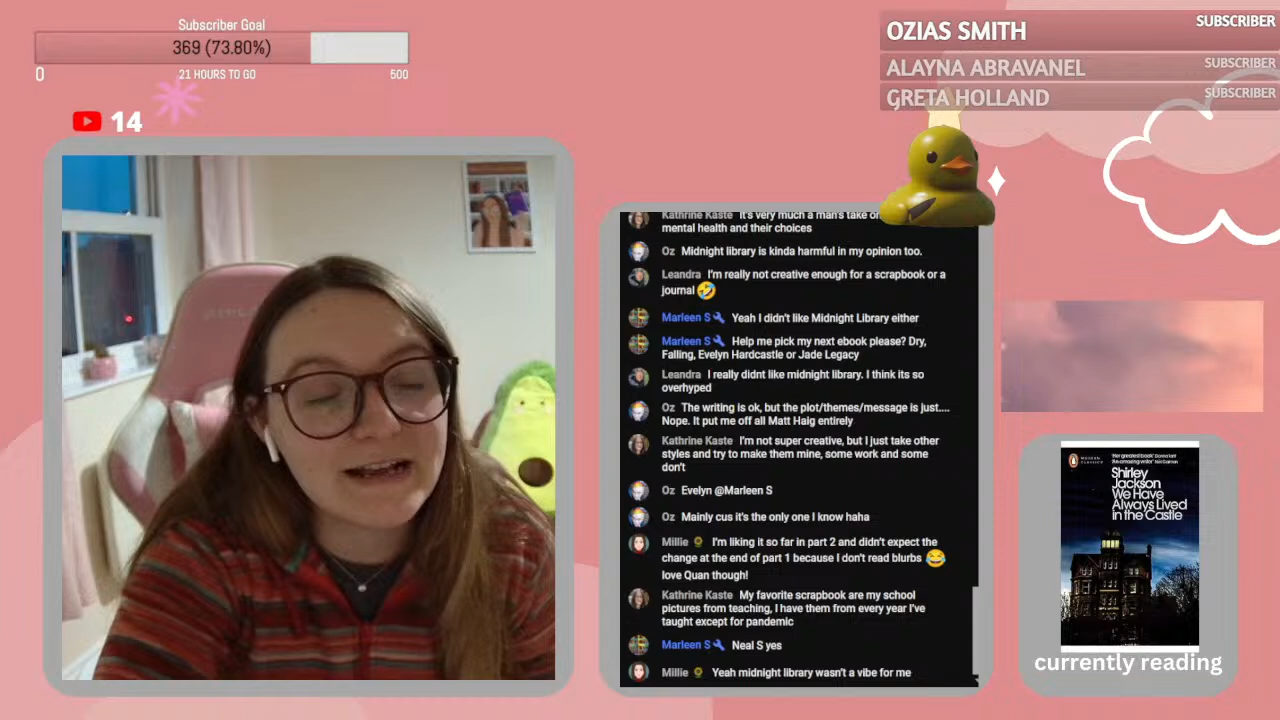 Subscriber Goal
369 (73.80%)
0 21 HOURS TO GO 500
14
OZIAS SMITH SUBSCRIBER
ALAYNA ABRAVANEL SUBSCRIBER
GRETA HOLLAND SUBSCRIBER
Kathrine Kaste It's very much a man's take
mental health and their choices
Oz Midnight library is kinda harmful in my opinion too.
Leandra I'm really not creative enough for a scrapbook or a
journal 🤣
Marleen S Yeah I didn't like Midnight Library either
Marleen S Help me pick my next ebook please? Dry,
Falling, Evelyn Hardcastle or Jade Legacy
Leandra I really didnt like midnight library. I think its so
overhyped
Oz The writing is ok, but the plot/themes/message is just....
Nope. It put me off all Matt Haig entirely
Kathrine Kaste I'm not super creative, but I just take other
styles and try to make them mine, some work and some
don't
Oz Evelyn @Marleen S
Oz Mainly cus it's the only one I know haha
Millie I'm liking it so far in part 2 and didn't expect the
change at the end of part 1 because I don't read blurbs 😂
love Quan though!
Kathrine Kaste My favorite scrapbook are my school
pictures from teaching, I have them from every year I've
taught except for pandemic
Marleen S Neal S yes
Millie Yeah midnight library wasn't a vibe for me
Shirley
Jackson
We Have
Always Lived
in the Castle
currently reading